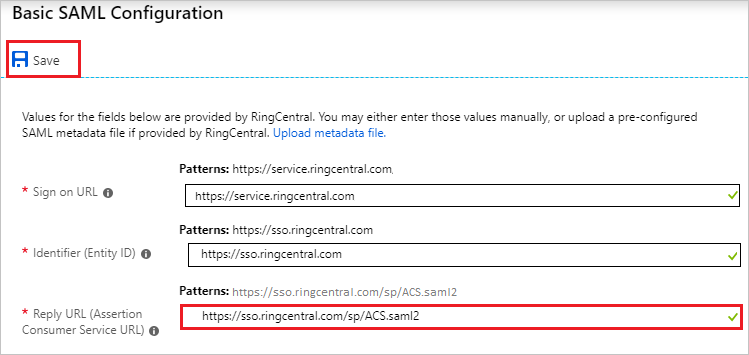 Basic SAML Configuration
Save
Values for the fields below are provided by RingCentral. You may either enter those values manually, or upload a pre-configured
SAML metadata file if provided by RingCentral. Upload metadata file.
Patterns: https://service.ringcentral.com,
* Sign on URL
https://service.ringcentral.com
Patterns: https://sso.ringcentral.com
* Identifier (Entity ID)
https://sso.ringcentral.com
Patterns: https://sso.ringcentral.com/sp/ACS.saml2
* Reply URL (Assertion
Consumer Service URL)
https://sso.ringcentral.com/sp/ACS.saml2